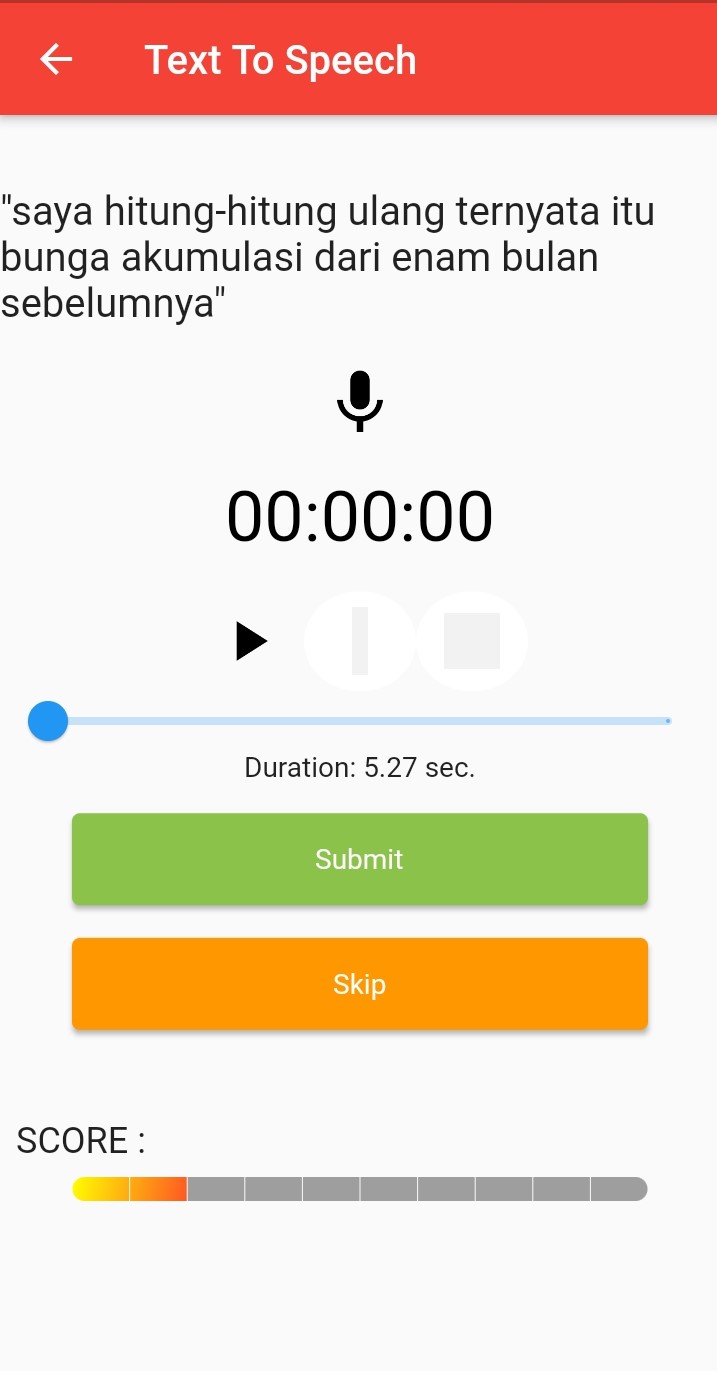 Text To Speech
"saya hitung-hitung ulang ternyata itu
bunga akumulasi dari enam bulan
sebelumnya"
00:00:00
Duration: 5.27 sec.
Submit
Skip
SCORE :